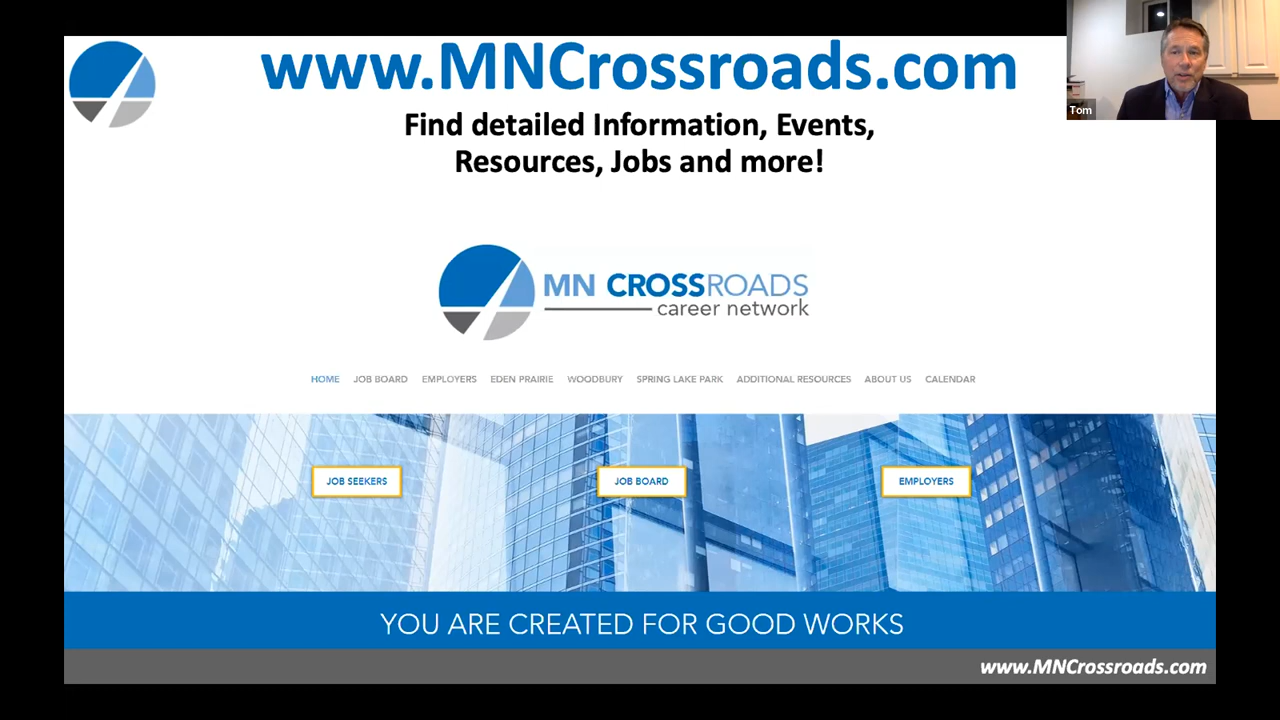 www.MNCrossroads.com
Tom
Find detailed Information, Events,
Resources, Jobs and more!
MN CROSSROADS
career network
HOME JOB BOARD EMPLOYERS EDEN PRAIRIE WOODBURY SPRING LAKE PARK ADDITIONAL RESOURCES ABOUT US CALENDAR
JOB SEEKERS JOB BOARD EMPLOYERS
YOU ARE CREATED FOR GOOD WORKS
www.MNCrossroads.com